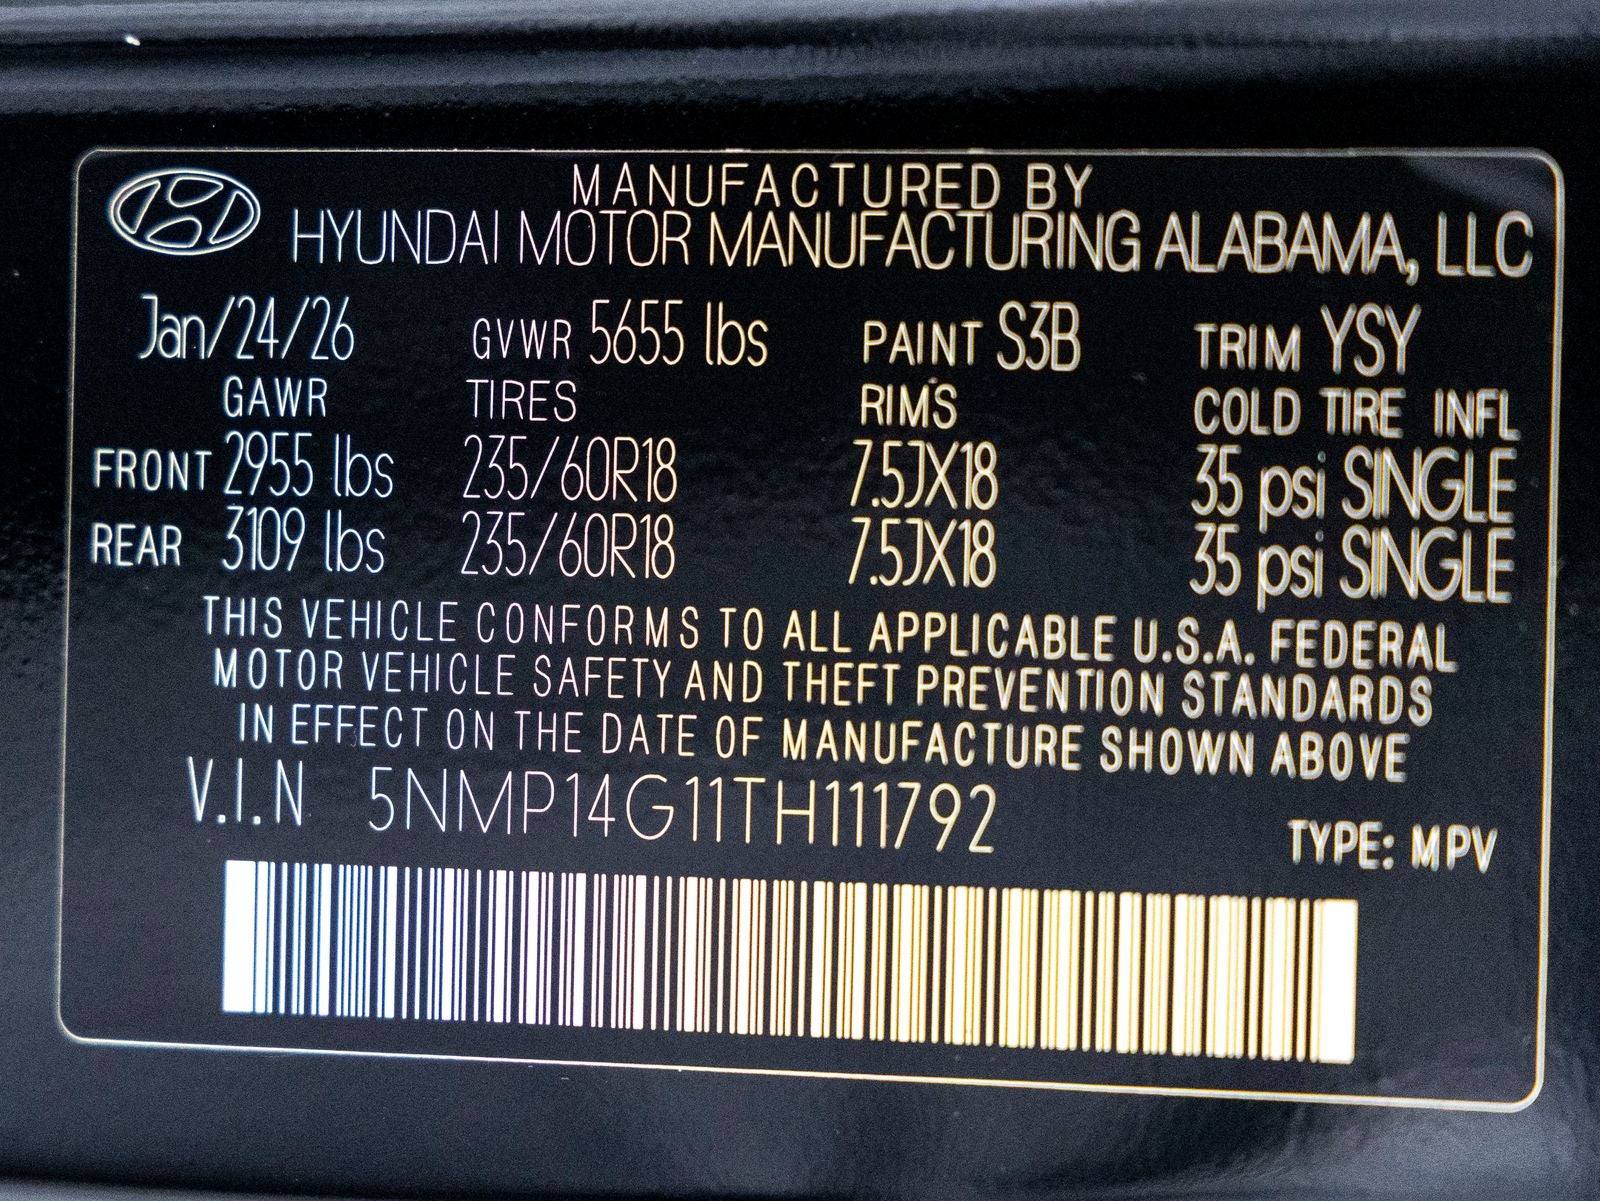 MANUFACTURED BY
HYUNDAI MOTOR MANUFACTURING ALABAMA, LLC
Jan/24/26 GVWR 5655 lbs PAINT S3B TRIM YSY
GAWR TIRES RIMS COLD TIRE INFL
FRONT 2955 lbs 235/60R18 7.5JX18 35 psi SINGLE
REAR 3109 lbs 235/60R18 7.5JX18 35 psi SINGLE
THIS VEHICLE CONFORMS TO ALL APPLICABLE U.S.A. FEDERAL
MOTOR VEHICLE SAFETY AND THEFT PREVENTION STANDARDS
IN EFFECT ON THE DATE OF MANUFACTURE SHOWN ABOVE
V.I.N 5NMP14G11TH111792
TYPE: MPV